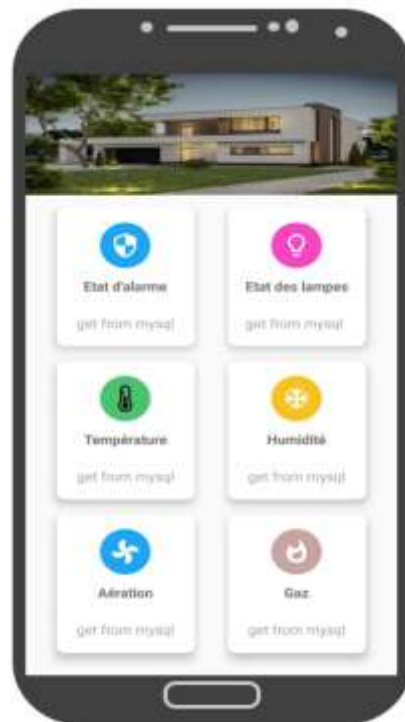 Etat d'alarme
Etat des lampes
get from mysql
get from mysql
Température
Humidité
get from mysql
get from mysql
Aération
Gaz
get from mysql
get from mysql